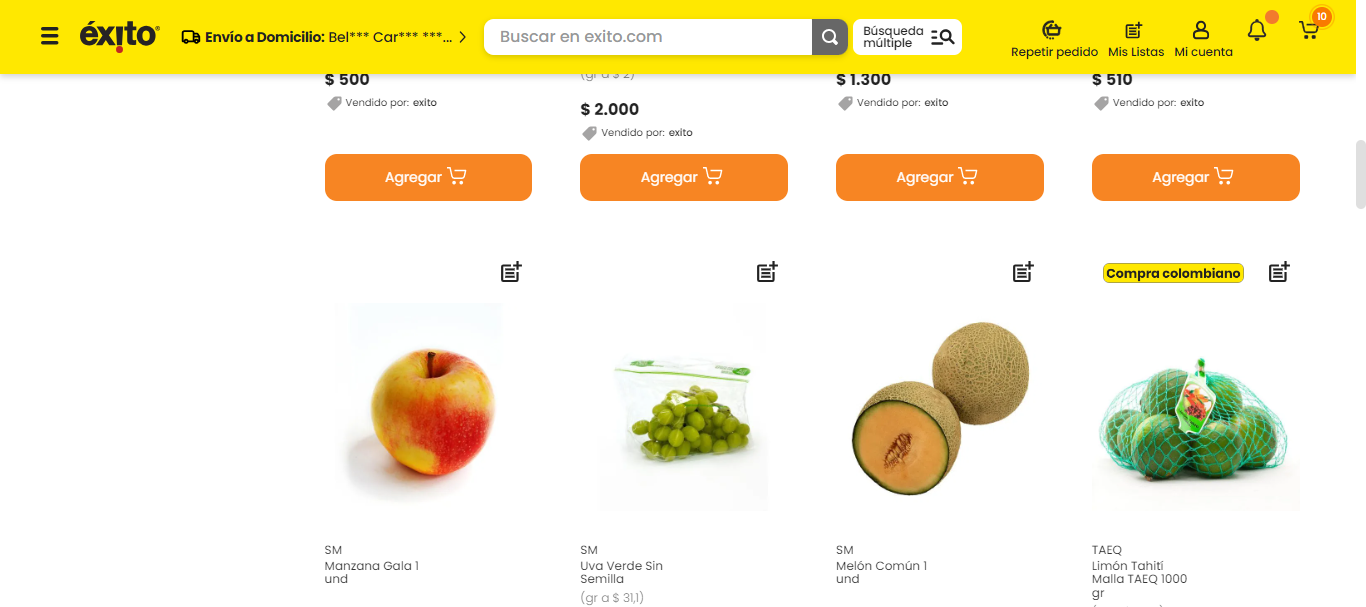 éxito
Envío a Domicilio: Bel*** Car*** ***...
Buscar en exito.com
Búsqueda
múltiple
Repetir pedido
Mis Listas
Mi cuenta
10
$ 500
Vendido por: exito
(gr a $ 2)
$ 2.000
Vendido por: exito
$ 1.300
Vendido por: exito
$ 510
Vendido por: exito
Agregar
Agregar
Agregar
Agregar
Compra colombiano
SM
Manzana Gala 1
und
SM
Uva Verde Sin
Semilla
(gr a $ 31,1)
SM
Melón Común 1
und
TAEQ
Limón Tahití
Malla TAEQ 1000
gr